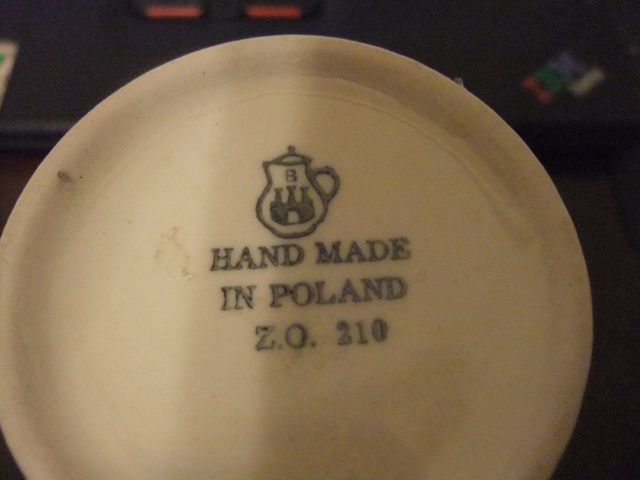 B
HAND MADE
IN POLAND
Z.O. 210